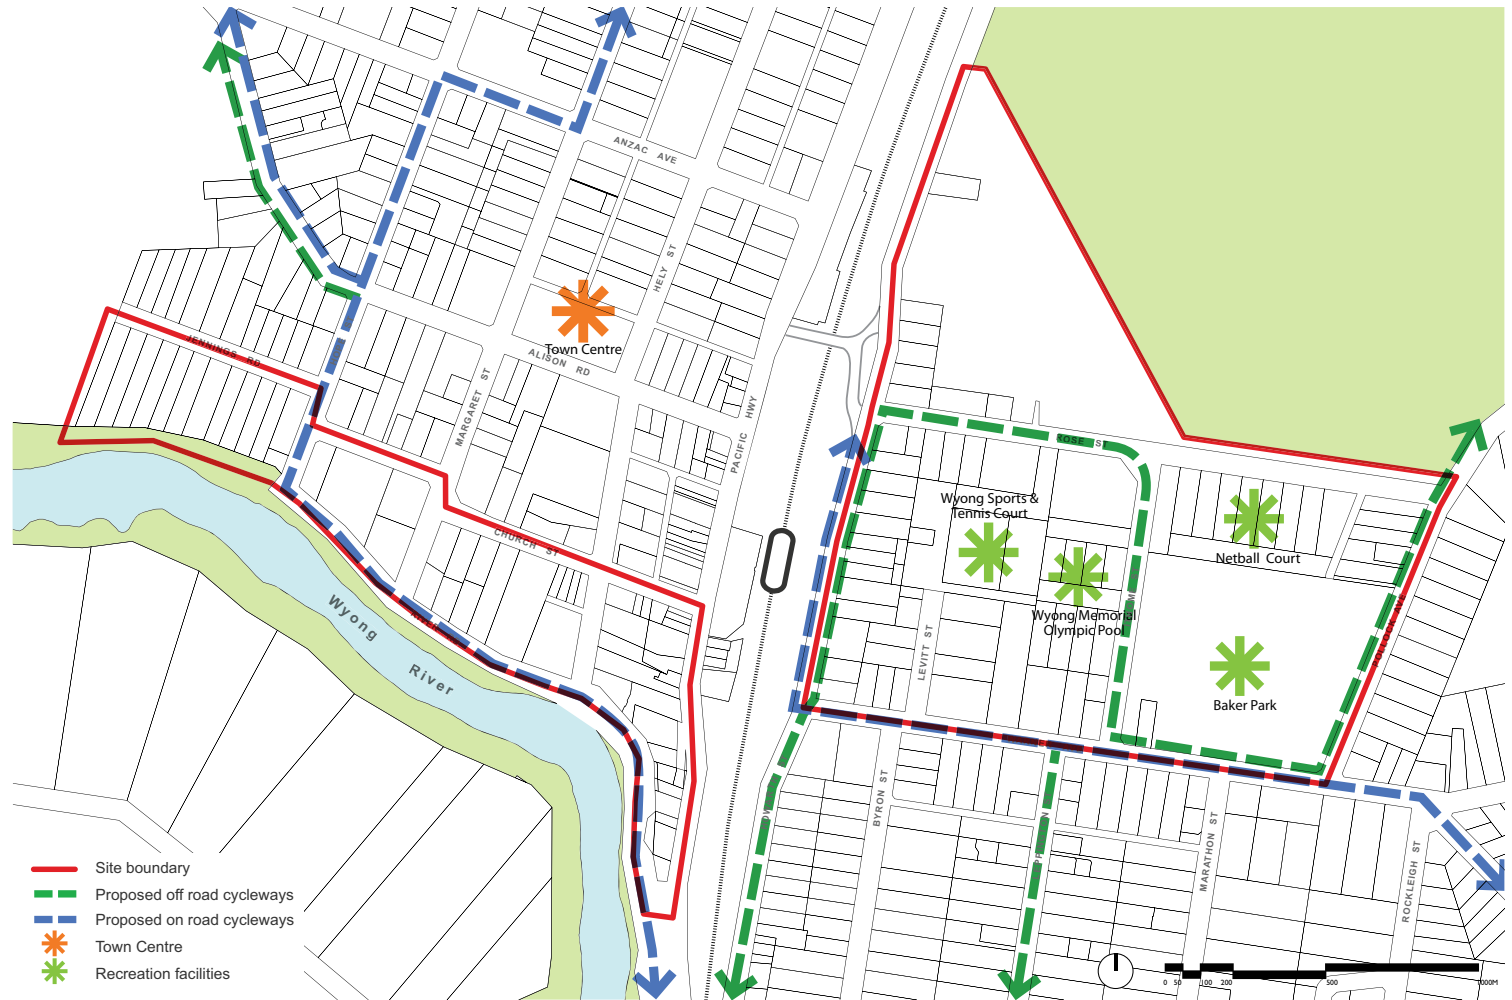 ANZAC AVE
HELY ST
Town Centre
ALISON RD
JENNINGS RD
MARGARET ST
PACIFIC HWY
ROSE ST
Wyong Sports &
Tennis Court
Netball Court
Wyong Memorial
Olympic Pool
CHURCH ST
RIVER
Wyong
River
LEVITT ST
POLLOCK AVE
Baker Park
BYRON ST
MARATHON ST
ROCKLEIGH ST
Site boundary
Proposed off road cycleways
Proposed on road cycleways
Town Centre
Recreation facilities
0 50 100 200 500 1000M